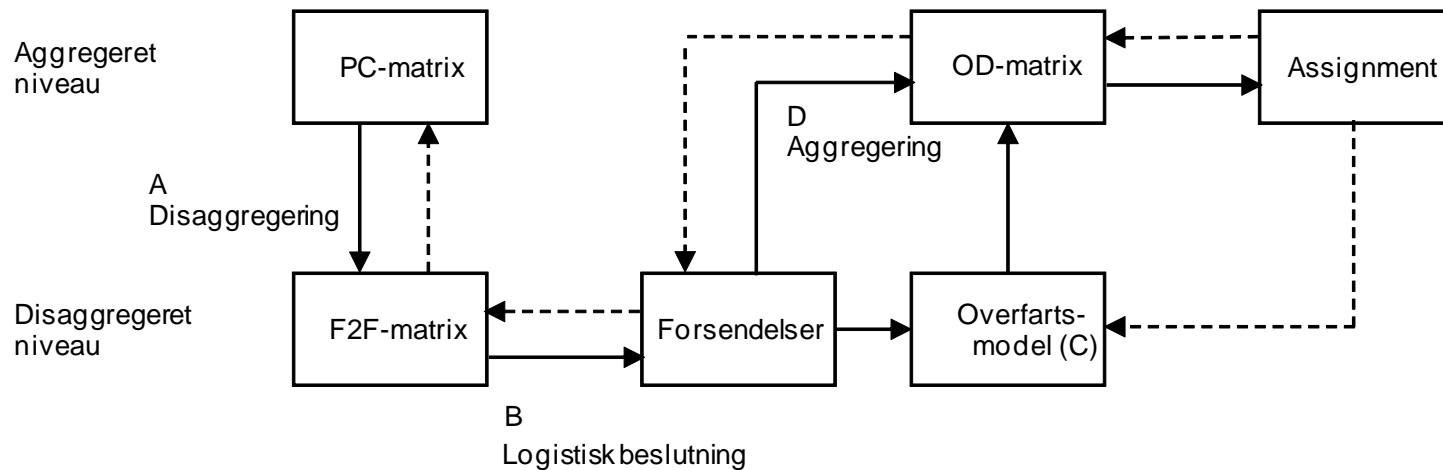 Aggregeret
niveau
PC-matrix
OD-matrix
Assignment
D
Aggregering
A
Disaggregering
Disaggregeret
niveau
F2F-matrix
Forsendelser
Overfarts-
model (C)
B
Logistisk beslutning